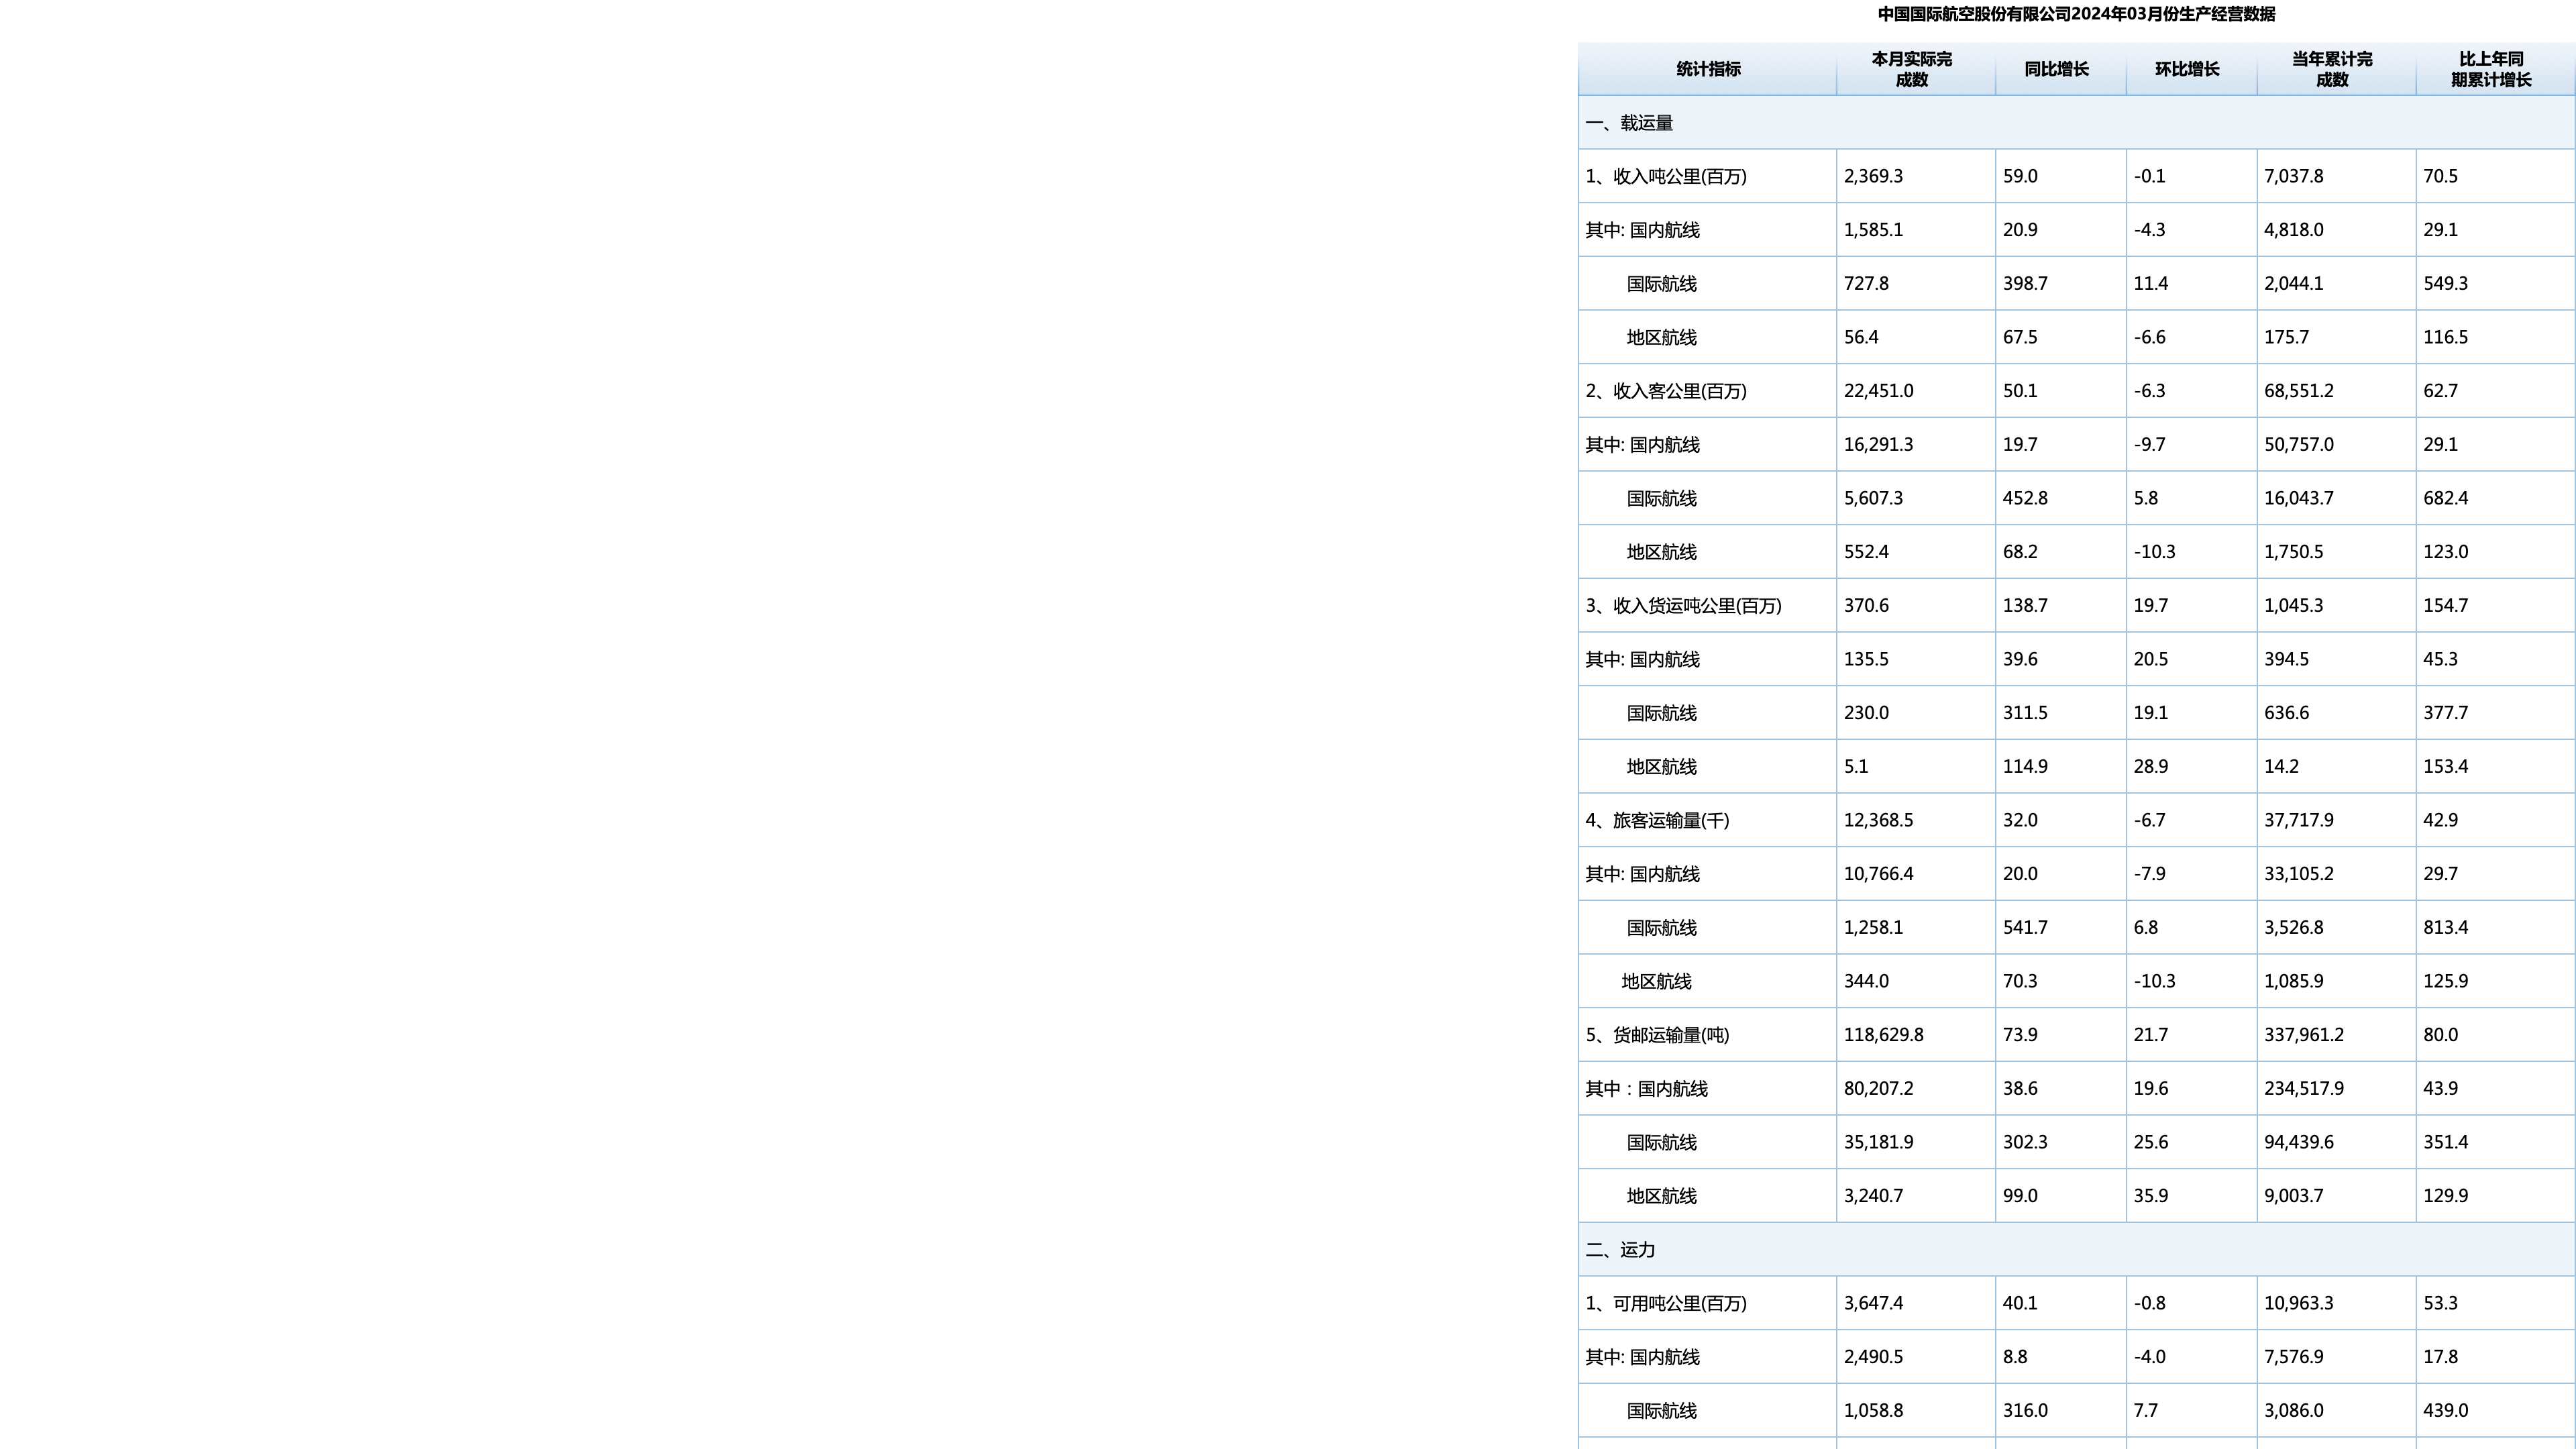 中国国际航空股份有限公司2024年03月份生产经营数据
统计指标 本月实际完成数 同比增长 环比增长 当年累计完成数 比上年同期累计增长
一、载运量
1、收入吨公里(百万) 2,369.3 59.0 -0.1 7,037.8 70.5
其中: 国内航线 1,585.1 20.9 -4.3 4,818.0 29.1
国际航线 727.8 398.7 11.4 2,044.1 549.3
地区航线 56.4 67.5 -6.6 175.7 116.5
2、收入客公里(百万) 22,451.0 50.1 -6.3 68,551.2 62.7
其中: 国内航线 16,291.3 19.7 -9.7 50,757.0 29.1
国际航线 5,607.3 452.8 5.8 16,043.7 682.4
地区航线 552.4 68.2 -10.3 1,750.5 123.0
3、收入货运吨公里(百万) 370.6 138.7 19.7 1,045.3 154.7
其中: 国内航线 135.5 39.6 20.5 394.5 45.3
国际航线 230.0 311.5 19.1 636.6 377.7
地区航线 5.1 114.9 28.9 14.2 153.4
4、旅客运输量(千) 12,368.5 32.0 -6.7 37,717.9 42.9
其中: 国内航线 10,766.4 20.0 -7.9 33,105.2 29.7
国际航线 1,258.1 541.7 6.8 3,526.8 813.4
地区航线 344.0 70.3 -10.3 1,085.9 125.9
5、货邮运输量(吨) 118,629.8 73.9 21.7 337,961.2 80.0
其中：国内航线 80,207.2 38.6 19.6 234,517.9 43.9
国际航线 35,181.9 302.3 25.6 94,439.6 351.4
地区航线 3,240.7 99.0 35.9 9,003.7 129.9
二、运力
1、可用吨公里(百万) 3,647.4 40.1 -0.8 10,963.3 53.3
其中: 国内航线 2,490.5 8.8 -4.0 7,576.9 17.8
国际航线 1,058.8 316.0 7.7 3,086.0 439.0